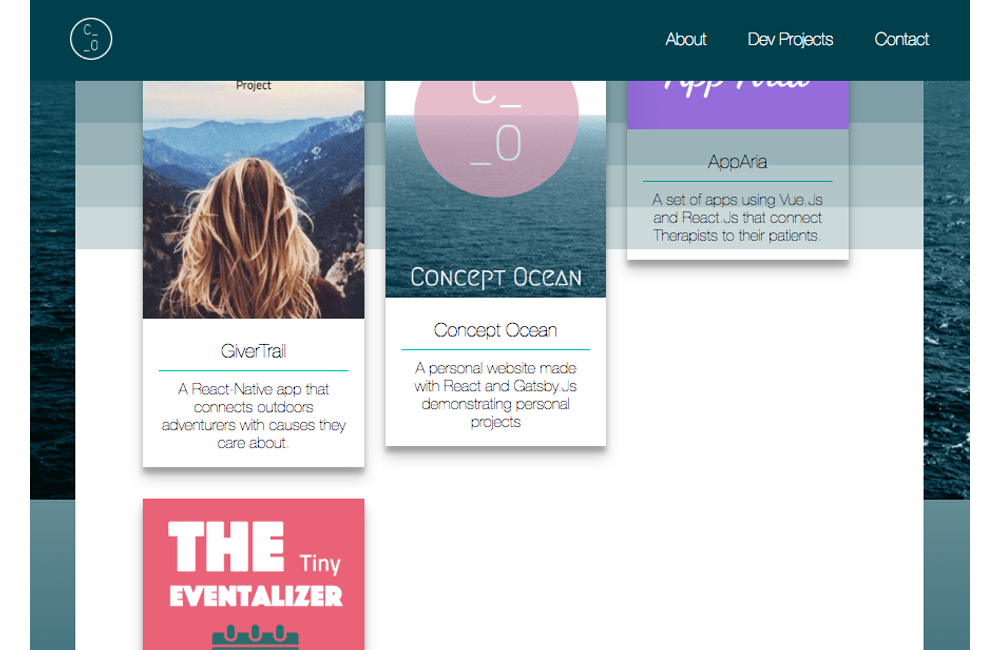 C_
_O
About
Dev Projects
Contact
Project
C_
_O
Concept Ocean
App Aria
AppAria
A set of apps using Vue.Js
and React.Js that connect
Therapists to their patients.
GiverTrail
A React-Native app that
connects outdoors
adventurers with causes they
care about.
Concept Ocean
A personal website made
with React and Gatsby.Js
demonstrating personal
projects
THE Tiny
EVENTALIZER